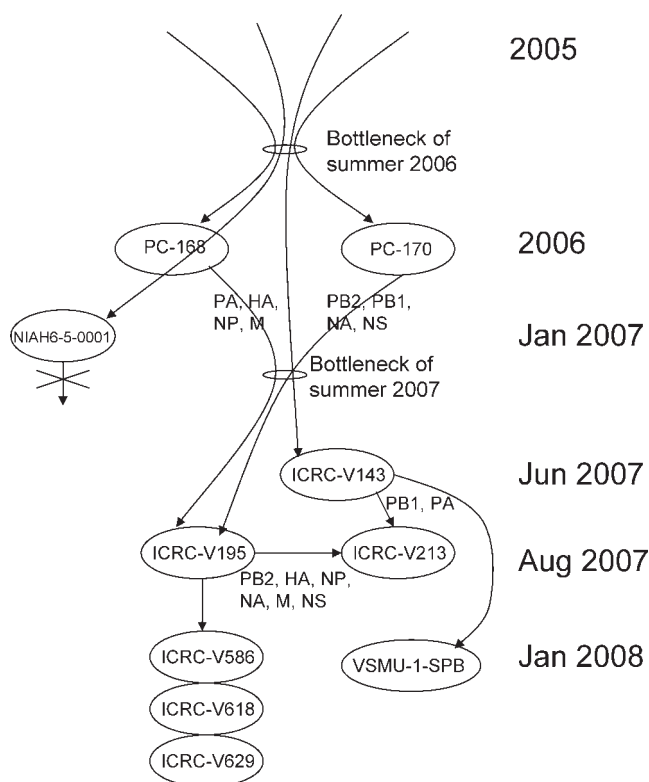 2005
Bottleneck of
summer 2006
PC-168
PC-170
2006
PA, HA,
NP, M
PB2, PB1,
NA, NS
NIAH6-5-0001
Jan 2007
Bottleneck of
summer 2007
ICRC-V143
Jun 2007
PB1, PA
ICRC-V195
ICRC-V213
Aug 2007
PB2, HA, NP,
NA, M, NS
ICRC-V586
VSMU-1-SPB
Jan 2008
ICRC-V618
ICRC-V629